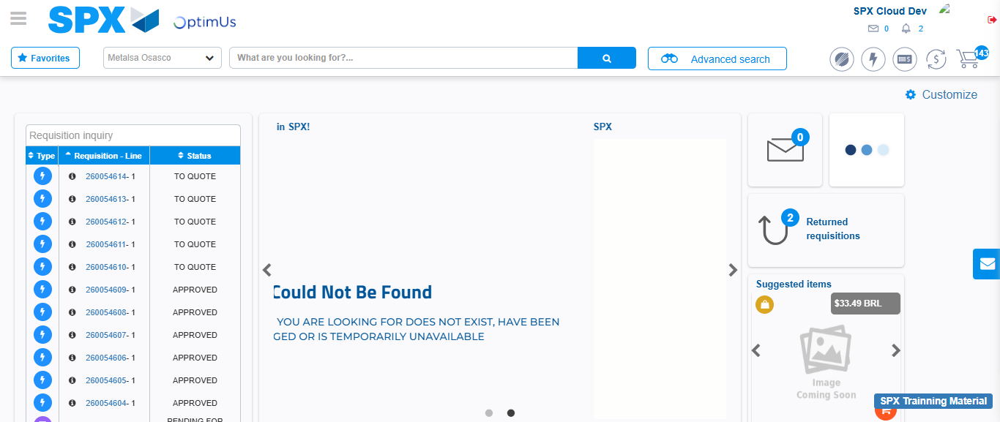 SPX
OptimUs
SPX Cloud Dev
0
2
Favorites
Metalsa Osasco
What are you looking for?...
Advanced search
143
Customize
Requisition inquiry
Type Requisition - Line Status
260054614- 1 TO QUOTE
260054613- 1 TO QUOTE
260054612- 1 TO QUOTE
260054611- 1 TO QUOTE
260054610- 1 TO QUOTE
260054609- 1 APPROVED
260054608- 1 APPROVED
260054607- 1 APPROVED
260054606- 1 APPROVED
260054605- 1 APPROVED
260054604- 1 APPROVED
PENDING FOR
in SPX!
Could Not Be Found
YOU ARE LOOKING FOR DOES NOT EXIST, HAVE BEEN
GED OR IS TEMPORARILY UNAVAILABLE
SPX
0
2
Returned
requisitions
Suggested items
$33.49 BRL
Image
Coming Soon
SPX Trainning Material